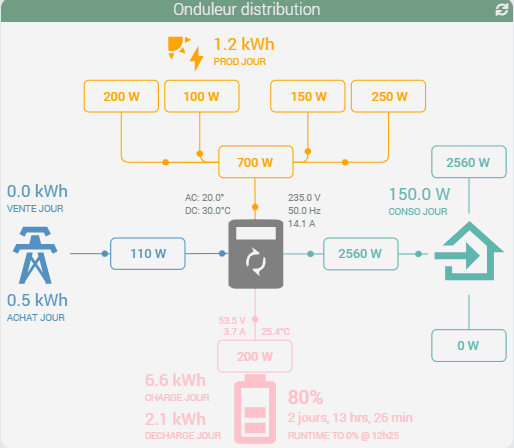 Onduleur distribution
1.2 kWh
PROD JOUR
200 W
100 W
150 W
250 W
700 W
2560 W
0.0 kWh
VENTE JOUR
AC: 20.0°
DC: 30.0°C
235.0 V
50.0 Hz
14.1 A
150.0 W
CONSO JOUR
110 W
2560 W
0.5 kWh
ACHAT JOUR
53.5 V
3.7 A
25.4°C
200 W
0 W
6.6 kWh
CHARGE JOUR
2.1 kWh
DECHARGE JOUR
80%
2 jours, 13 hrs, 26 min
RUNTIME TO 0% @ 12h25